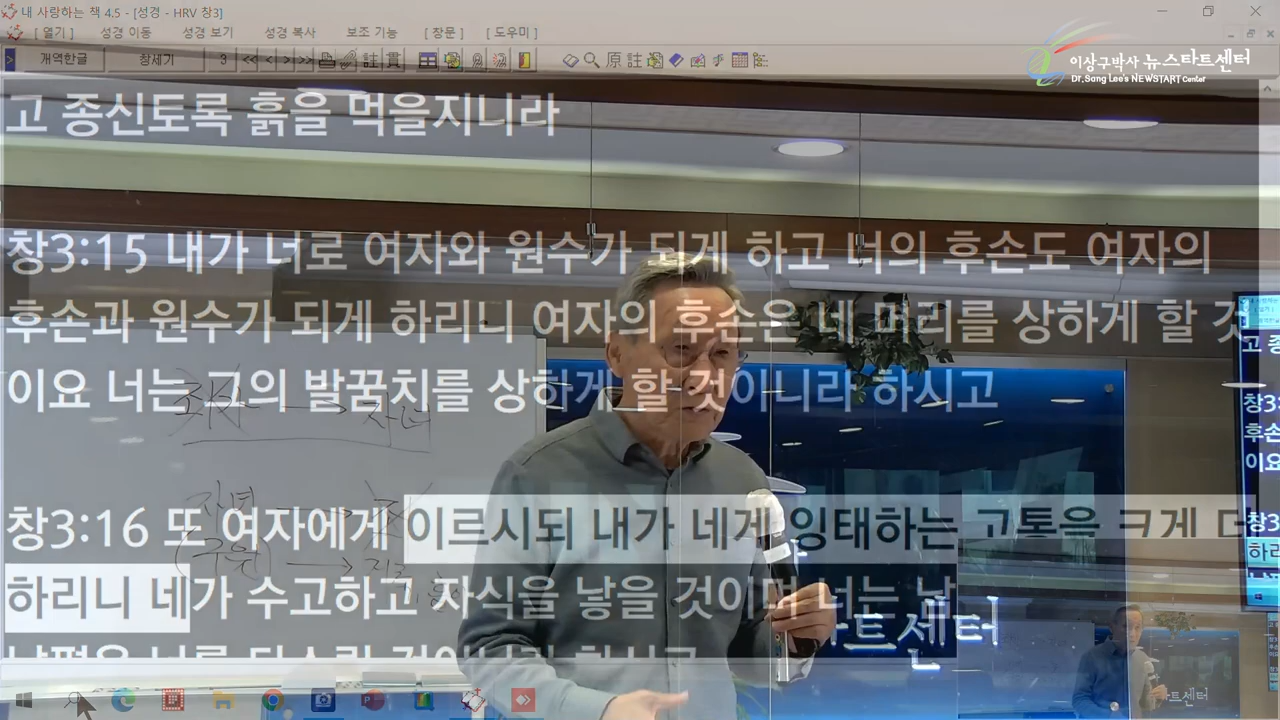 내 사랑하는 책 4.5 - [성경 - HRV 창3]
[ 열기 ] 성경 이동 성경 보기 성경 복사 보조 기능 [ 창문 ] [ 도우미 ]
개역한글 창세기 3
이상구박사 뉴스타트센터
Dr. Sang Lee's NEWSTART Center
고 종신토록 흙을 먹을지니라
창3:15 내가 너로 여자와 원수가 되게 하고 너의 후손도 여자의
후손과 원수가 되게 하리니 여자의 후손은 네 머리를 상하게 할 것
이요 너는 그의 발꿈치를 상하게 할 것이니라 하시고
창3:16 또 여자에게 이르시되 내가 네게 잉태하는 고통을 크게 더
하리니 네가 수고하고 자식을 낳을 것이며 너는 남
자녀
자녀
트센터